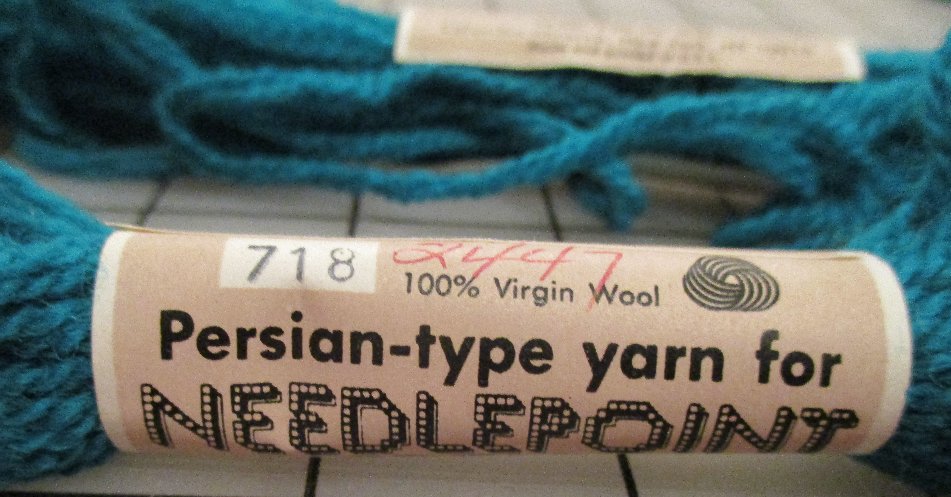 718 2447
100% Virgin Wool
Persian-type yarn for
NEEDLEPOINT